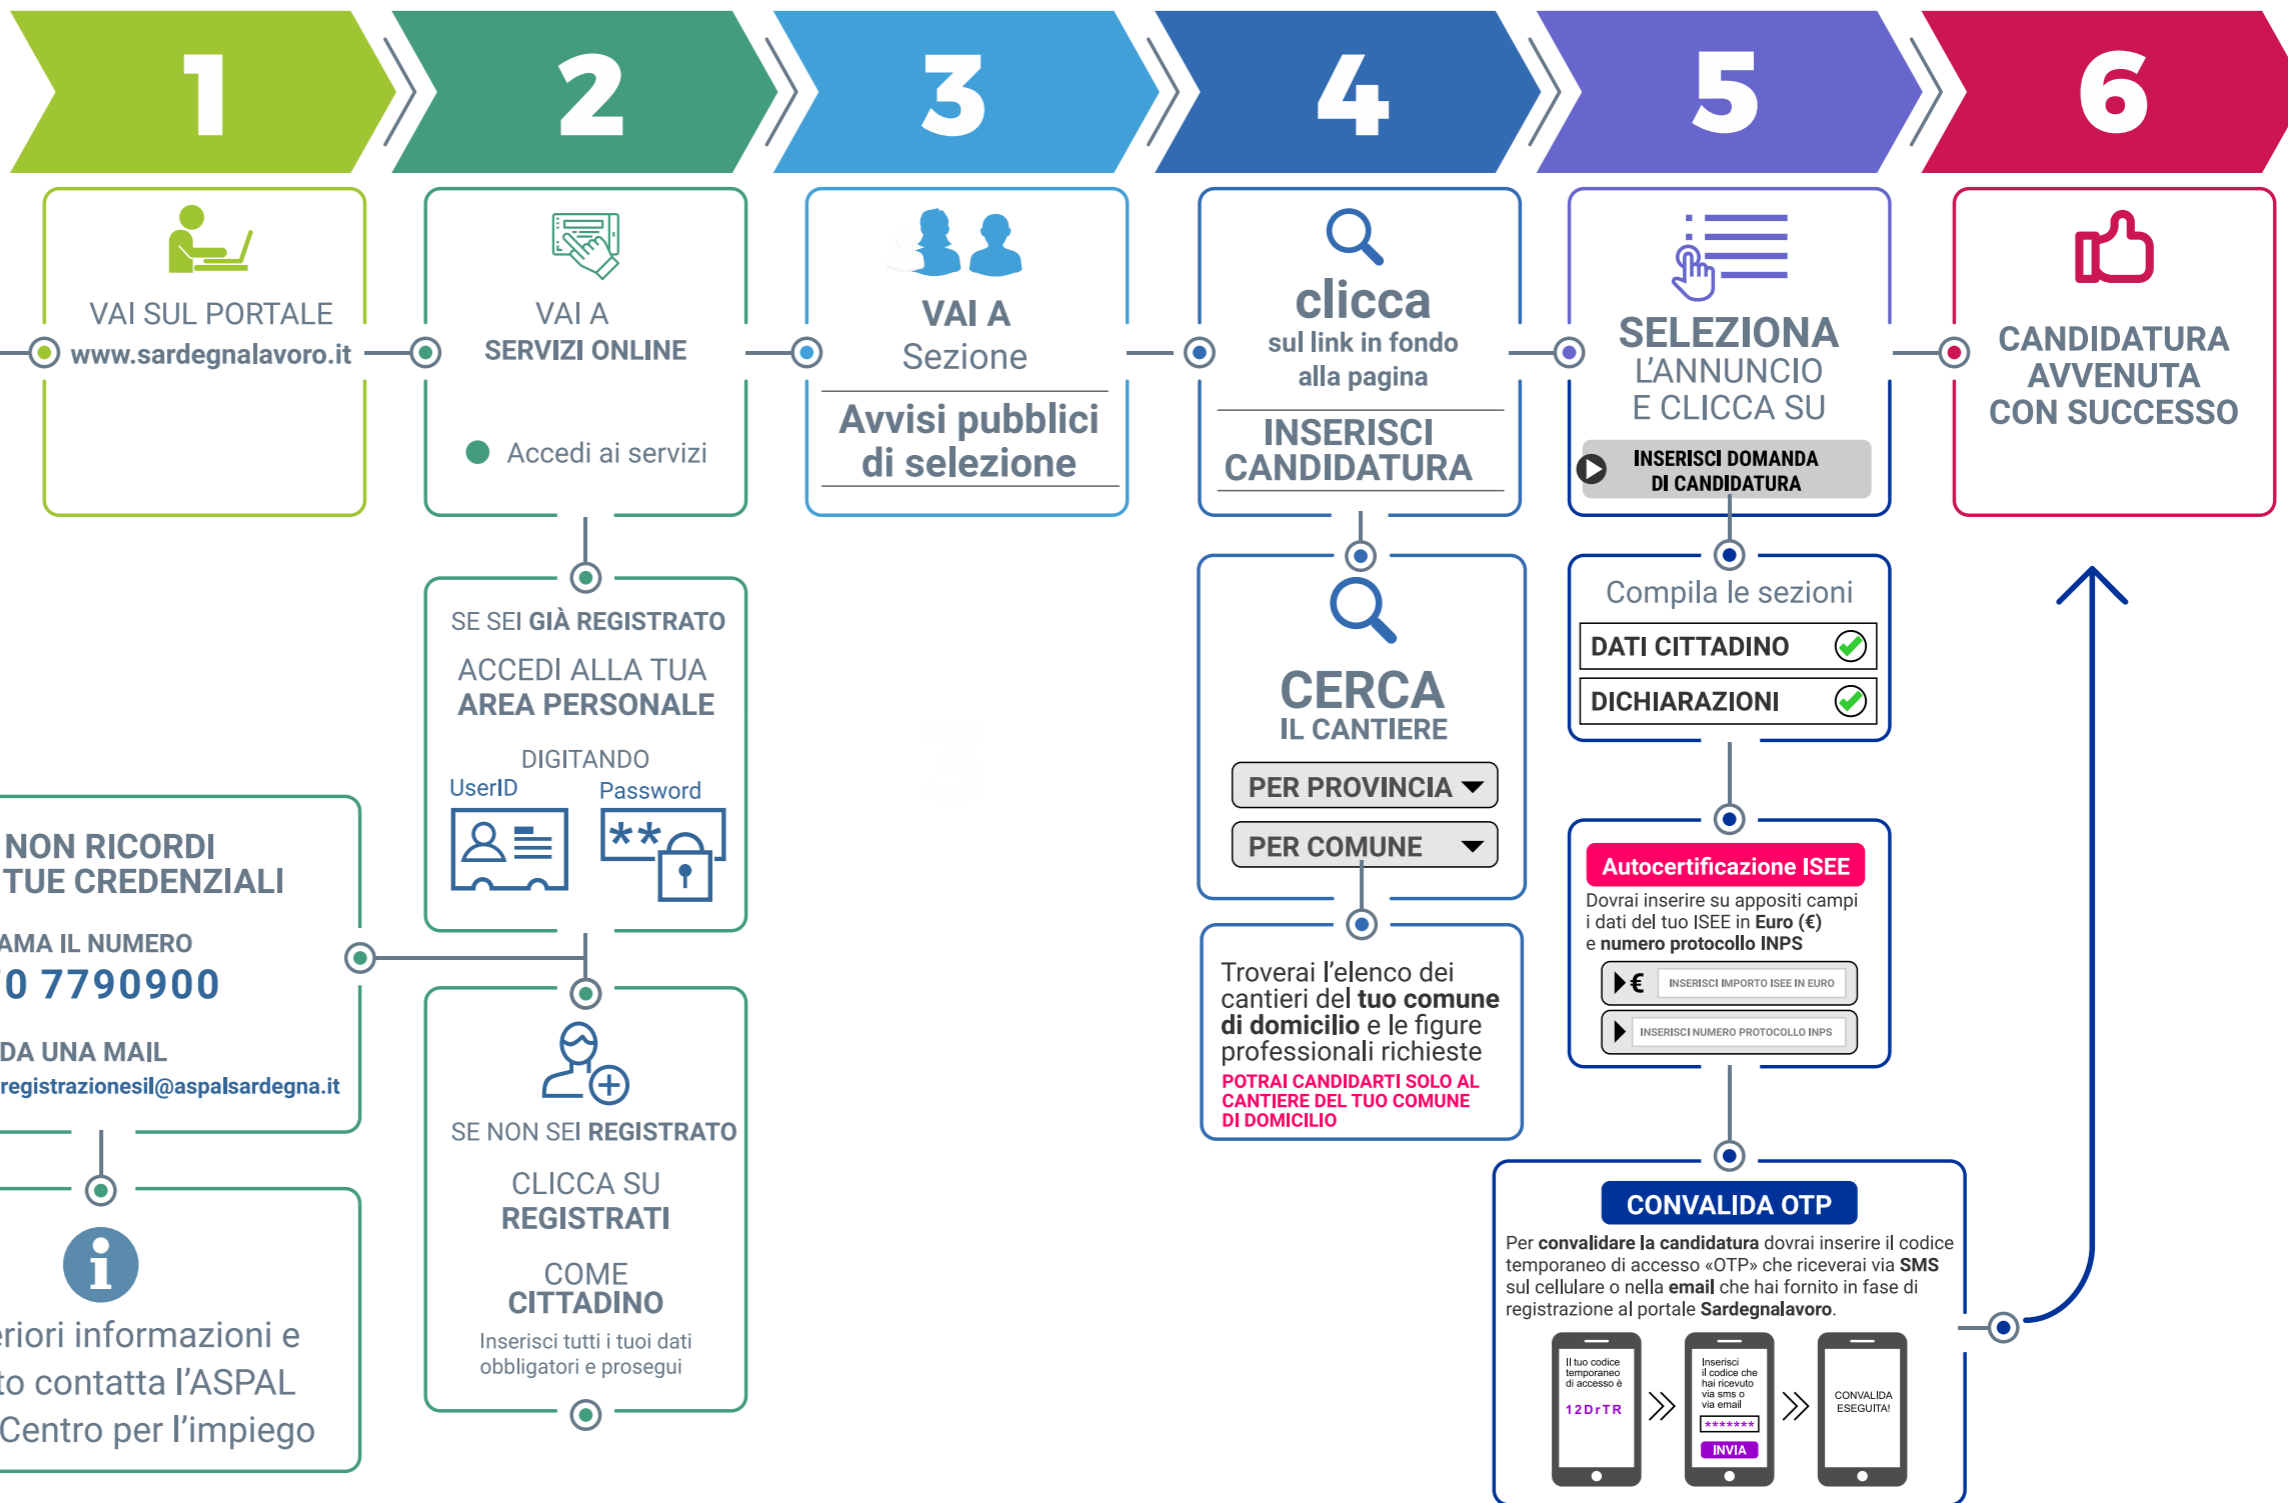 1
2
3
4
5
6
VAI SUL PORTALE
www.sardegnalavoro.it
VAI A
SERVIZI ONLINE
Accedi ai servizi
SE SEI GIÀ REGISTRATO
ACCEDI ALLA TUA
AREA PERSONALE
DIGITANDO
UserID
Password
**
NON RICORDI
TUE CREDENZIALI
IL NUMERO
7790900
UNA MAIL
registrazionesil@aspalsardegna.it
i
informazioni e
contatta l'ASPAL
Centro per l'impiego
SE NON SEI REGISTRATO
CLICCA SU
REGISTRATI
COME
CITTADINO
Inserisci tutti i tuoi dati
obbligatori e prosegui
VAI A
Sezione
Avvisi pubblici
di selezione
clicca
sul link in fondo
alla pagina
INSERISCI
CANDIDATURA
CERCA
IL CANTIERE
PER PROVINCIA
PER COMUNE
Troverai l'elenco dei
cantieri del tuo comune
di domicilio e le figure
professionali richieste
POTRAI CANDIDARTI SOLO AL
CANTIERE DEL TUO COMUNE
DI DOMICILIO
SELEZIONA
L'ANNUNCIO
E CLICCA SU
INSERISCI DOMANDA
DI CANDIDATURA
Compila le sezioni
DATI CITTADINO
DICHIARAZIONI
Autocertificazione ISEE
Dovrai inserire su appositi campi
i dati del tuo ISEE in Euro (€)
e numero protocollo INPS
€ INSERISCI IMPORTO ISEE IN EURO
INSERISCI NUMERO PROTOCOLLO INPS
CONVALIDA OTP
Per convalidare la candidatura dovrai inserire il codice
temporaneo di accesso «OTP» che riceverai via SMS
sul cellulare o nella email che hai fornito in fase di
registrazione al portale Sardegnalavoro.
Il tuo codice
temporaneo
di accesso è
12DrTR
Inserisci
il codice che
hai ricevuto
via sms o
via email
*******
INVIA
CONVALIDA
ESEGUITA!
CANDIDATURA
AVVENUTA
CON SUCCESSO